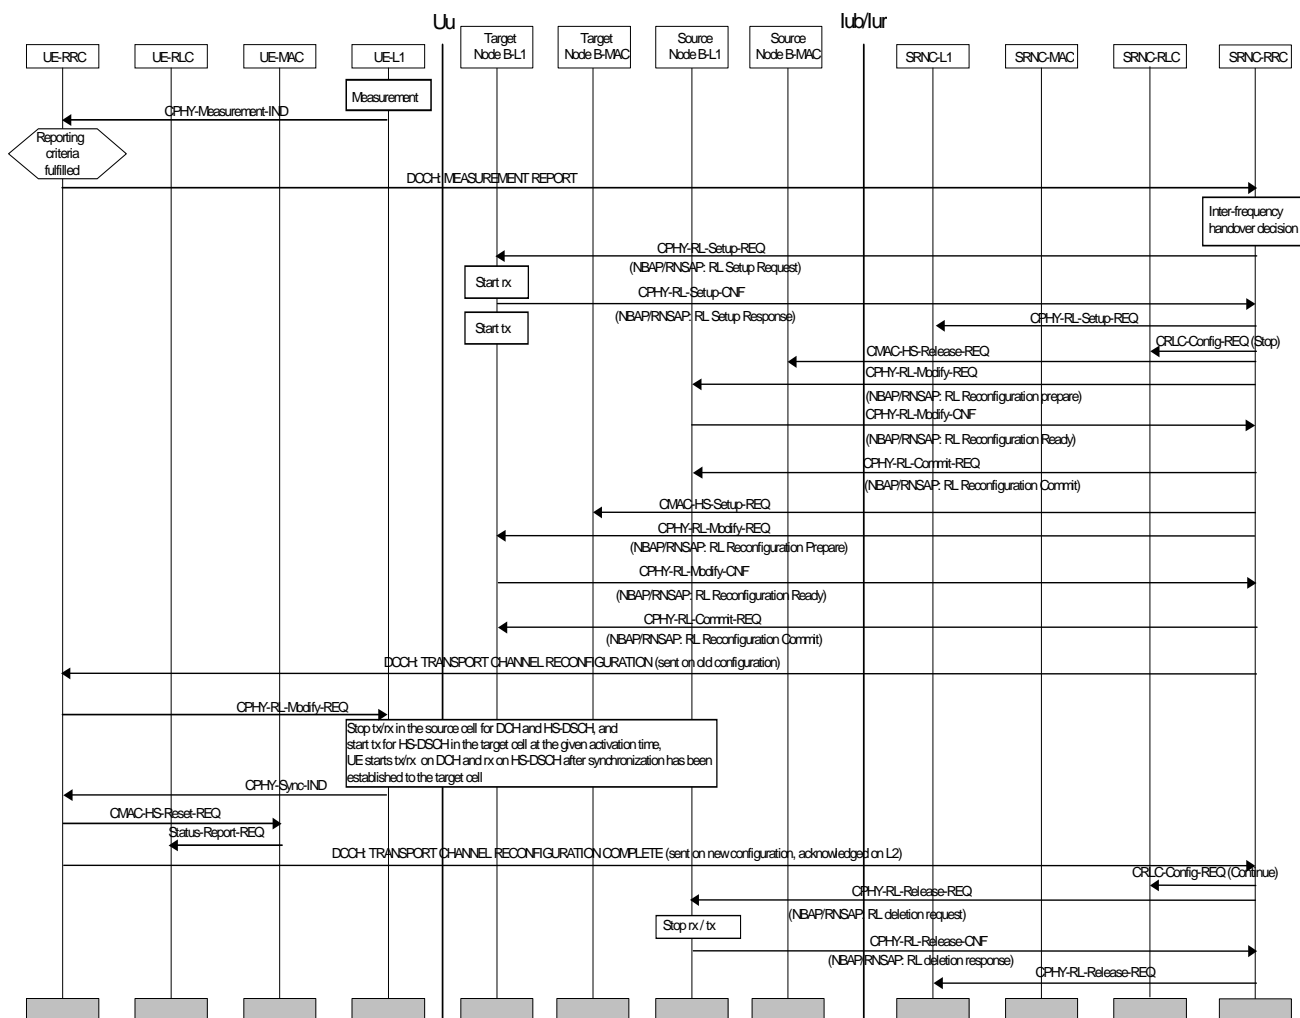 Uu
Iub/Iur
UE-RRC
UE-RLC
UE-MAC
UE-L1
Target
Node B-L1
Target
Node B-MAC
Source
Node B-L1
Source
Node B-MAC
SRNC-L1
SRNC-MAC
SRNC-RLC
SRNC-RRC
Measurement
CPHY-Measurement-IND
Reporting
criteria
fulfilled
DCCH: MEASUREMENT REPORT
Inter-frequency
handover decision
CPHY-RL-Setup-REQ
(NBAP/RNSAP: RL Setup Request)
Start rx
CPHY-RL-Setup-CNF
(NBAP/RNSAP: RL Setup Response)
Start tx
CPHY-RL-Setup-REQ
CRLC-Config-REQ (Stop)
CMAC-HS-Release-REQ
CPHY-RL-Modify-REQ
(NBAP/RNSAP: RL Reconfiguration prepare)
CPHY-RL-Modify-CNF
(NBAP/RNSAP: RL Reconfiguration Ready)
CPHY-RL-Commit-REQ
(NBAP/RNSAP: RL Reconfiguration Commit)
CMAC-HS-Setup-REQ
CPHY-RL-Modify-REQ
(NBAP/RNSAP: RL Reconfiguration Prepare)
CPHY-RL-Modify-CNF
(NBAP/RNSAP: RL Reconfiguration Ready)
CPHY-RL-Commit-REQ
(NBAP/RNSAP: RL Reconfiguration Commit)
DCCH: TRANSPORT CHANNEL RECONFIGURATION (sent on old configuration)
CPHY-RL-Modify-REQ
Stop tx/rx in the source cell for DCH and HS-DSCH, and
start tx for HS-DSCH in the target cell at the given activation time,
UE starts tx/rx on DCH and rx on HS-DSCH after synchronization has been
established to the target cell
CPHY-Sync-IND
CMAC-HS-Reset-REQ
Status-Report-REQ
DCCH: TRANSPORT CHANNEL RECONFIGURATION COMPLETE (sent on new configuration, acknowledged on L2)
CRLC-Config-REQ (Continue)
CPHY-RL-Release-REQ
(NBAP/RNSAP: RL deletion request)
Stop rx / tx
CPHY-RL-Release-CNF
(NBAP/RNSAP: RL deletion response)
CPHY-RL-Release-REQ